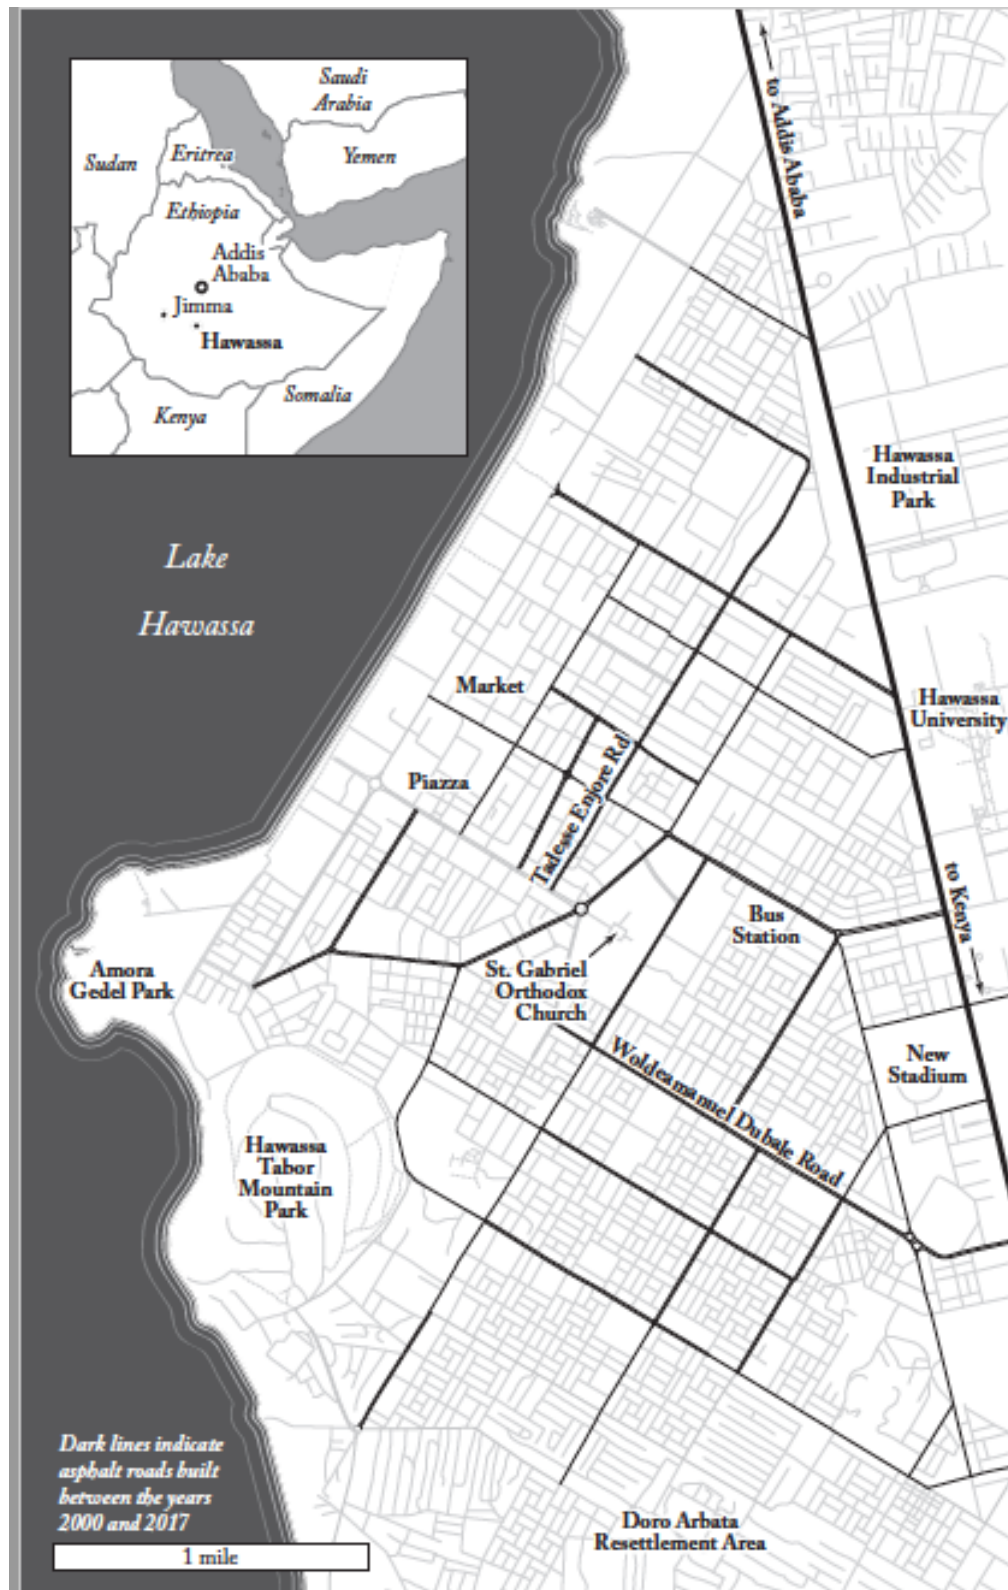 Saudi
Arabia
Sudan
Eritrea
Yemen
Ethiopia
Addis
Ababa
Jimma
Hawassa
Somalia
Kenya
to Addis Ababa
Hawassa
Industrial
Park
Lake
Hawassa
Market
Hawassa
University
Piazza
Tadesse Enjore Rd
to Kenya
Bus
Station
Amora
Gedel Park
St. Gabriel
Orthodox
Church
Woldeamanuel Dubale Road
New
Stadium
Hawassa
Tabor
Mountain
Park
Dark lines indicate
asphalt roads built
between the years
2000 and 2017
1 mile
Doro Arbata
Resettlement Area